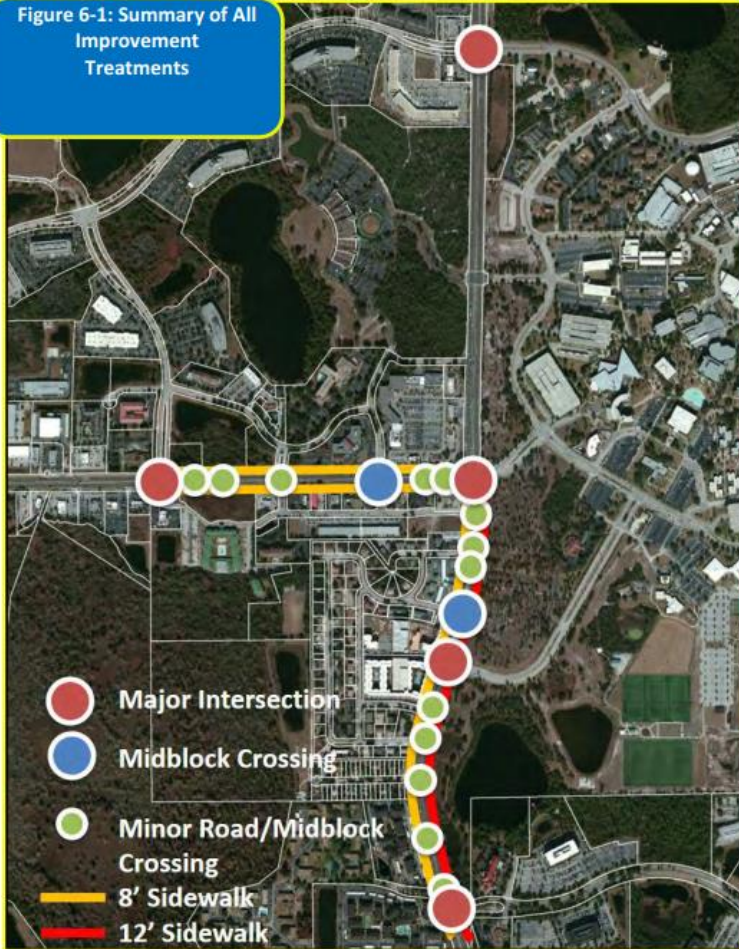 Figure 6-1: Summary of All
Improvement
Treatments
Major Intersection
Midblock Crossing
Minor Road/Midblock
Crossing
8’ Sidewalk
12’ Sidewalk